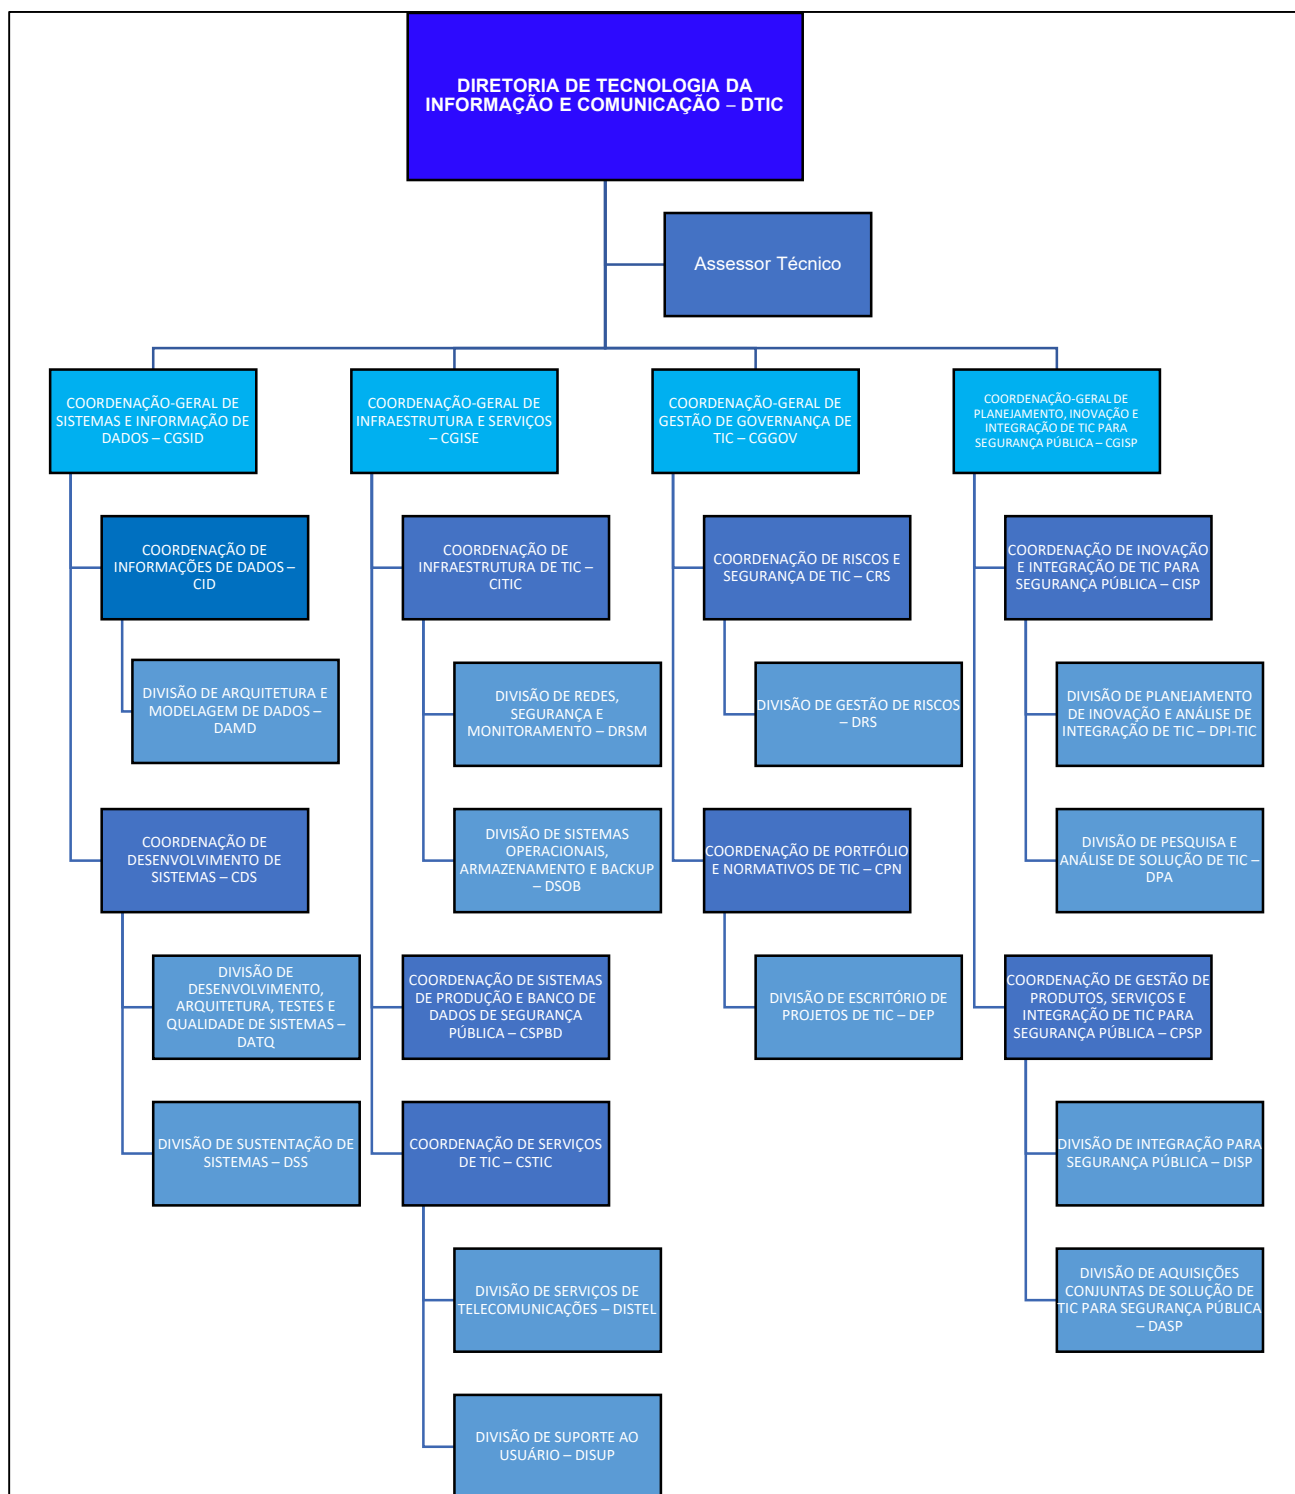 DIRETORIA DE TECNOLOGIA DA
INFORMAÇÃO E COMUNICAÇÃO – DTIC
Assessor Técnico
COORDENAÇÃO-GERAL DE
SISTEMAS E INFORMAÇÃO DE
DADOS – CGSID
COORDENAÇÃO DE
INFORMAÇÕES DE DADOS –
CID
DIVISÃO DE ARQUITETURA E
MODELAGEM DE DADOS –
DAMD
COORDENAÇÃO DE
DESENVOLVIMENTO DE
SISTEMAS – CDS
DIVISÃO DE
DESENVOLVIMENTO,
ARQUITETURA, TESTES E
QUALIDADE DE SISTEMAS –
DATQ
DIVISÃO DE SUSTENTAÇÃO DE
SISTEMAS – DSS
COORDENAÇÃO-GERAL DE
INFRAESTRUTURA E SERVIÇOS
– CGISE
COORDENAÇÃO DE
INFRAESTRUTURA DE TIC –
CITIC
DIVISÃO DE REDES,
SEGURANÇA E
MONITORAMENTO – DRSM
DIVISÃO DE SISTEMAS
OPERACIONAIS,
ARMAZENAMENTO E BACKUP
– DSOB
COORDENAÇÃO DE SISTEMAS
DE PRODUÇÃO E BANCO DE
DADOS DE SEGURANÇA
PÚBLICA – CSPBD
COORDENAÇÃO DE SERVIÇOS
DE TIC – CSTIC
DIVISÃO DE SERVIÇOS DE
TELECOMUNICAÇÕES – DISTEL
DIVISÃO DE SUPORTE AO
USUÁRIO – DISUP
COORDENAÇÃO-GERAL DE
GESTÃO DE GOVERNANÇA DE
TIC – CGGOV
COORDENAÇÃO DE RISCOS E
SEGURANÇA DE TIC – CRS
DIVISÃO DE GESTÃO DE RISCOS
– DRS
COORDENAÇÃO DE PORTFÓLIO
E NORMATIVOS DE TIC – CPN
DIVISÃO DE ESCRITÓRIO DE
PROJETOS DE TIC – DEP
COORDENAÇÃO-GERAL DE
PLANEJAMENTO, INOVAÇÃO E
INTEGRAÇÃO DE TIC PARA
SEGURANÇA PÚBLICA – CGISP
COORDENAÇÃO DE INOVAÇÃO
E INTEGRAÇÃO DE TIC PARA
SEGURANÇA PÚBLICA – CISP
DIVISÃO DE PLANEJAMENTO
DE INOVAÇÃO E ANÁLISE DE
INTEGRAÇÃO DE TIC – DPI-TIC
DIVISÃO DE PESQUISA E
ANÁLISE DE SOLUÇÃO DE TIC –
DPA
COORDENAÇÃO DE GESTÃO DE
PRODUTOS, SERVIÇOS E
INTEGRAÇÃO DE TIC PARA
SEGURANÇA PÚBLICA – CPSP
DIVISÃO DE INTEGRAÇÃO PARA
SEGURANÇA PÚBLICA – DISP
DIVISÃO DE AQUISIÇÕES
CONJUNTAS DE SOLUÇÃO DE
TIC PARA SEGURANÇA PÚBLICA
– DASP